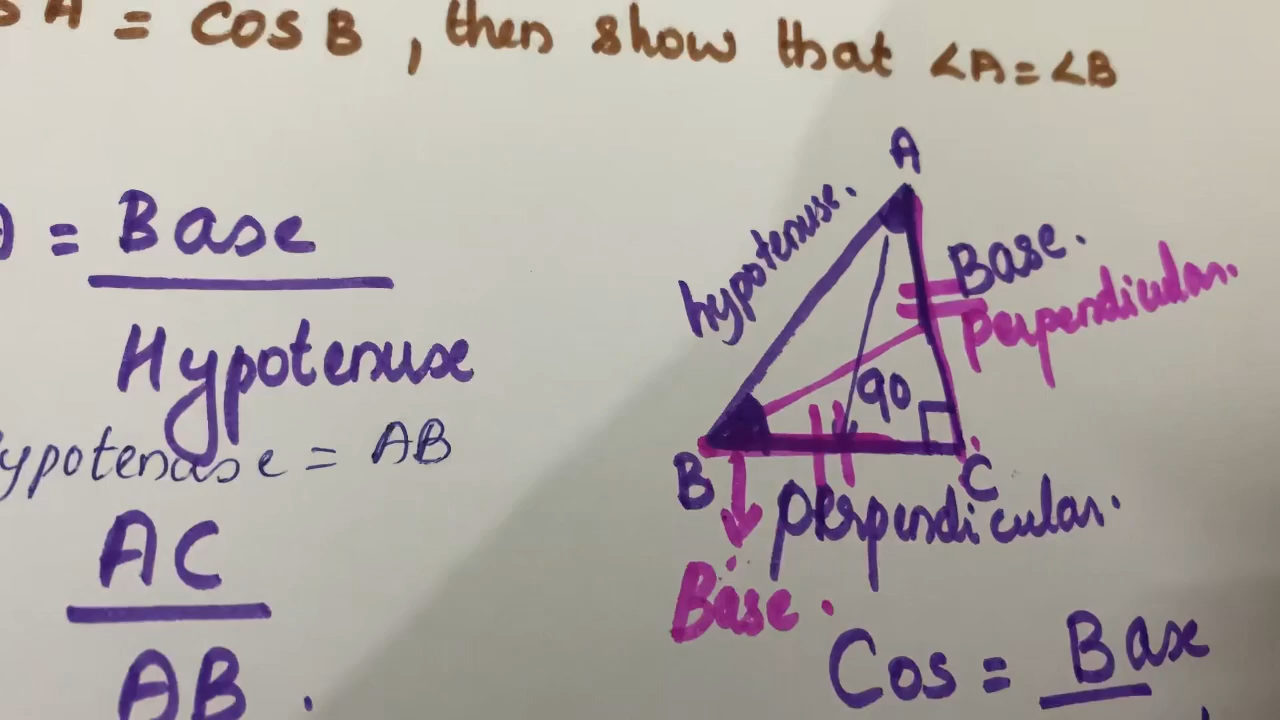 A = COS B, then show that ∠A = ∠B
= Base
Hypotenuse
ypotenuse = AB
AC
AB.
A
hypotenuse.
Base.
perpendicular.
90
B
C
perpendicular.
Base.
Cos = Base